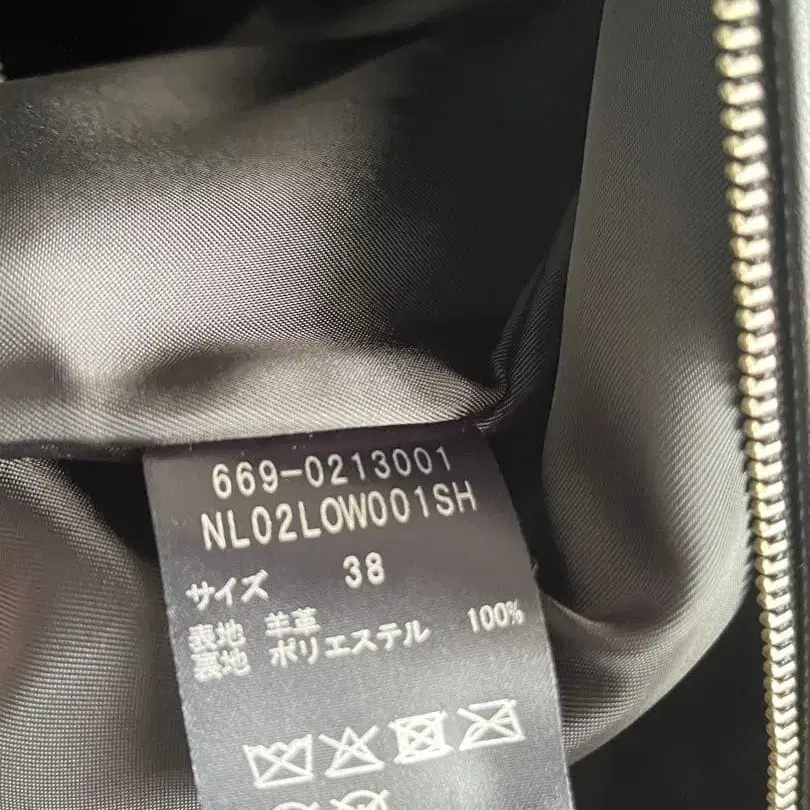 669-0213001
NL02LOW001SH
サイズ 38
表地 羊革
裏地 ポリエステル 100%